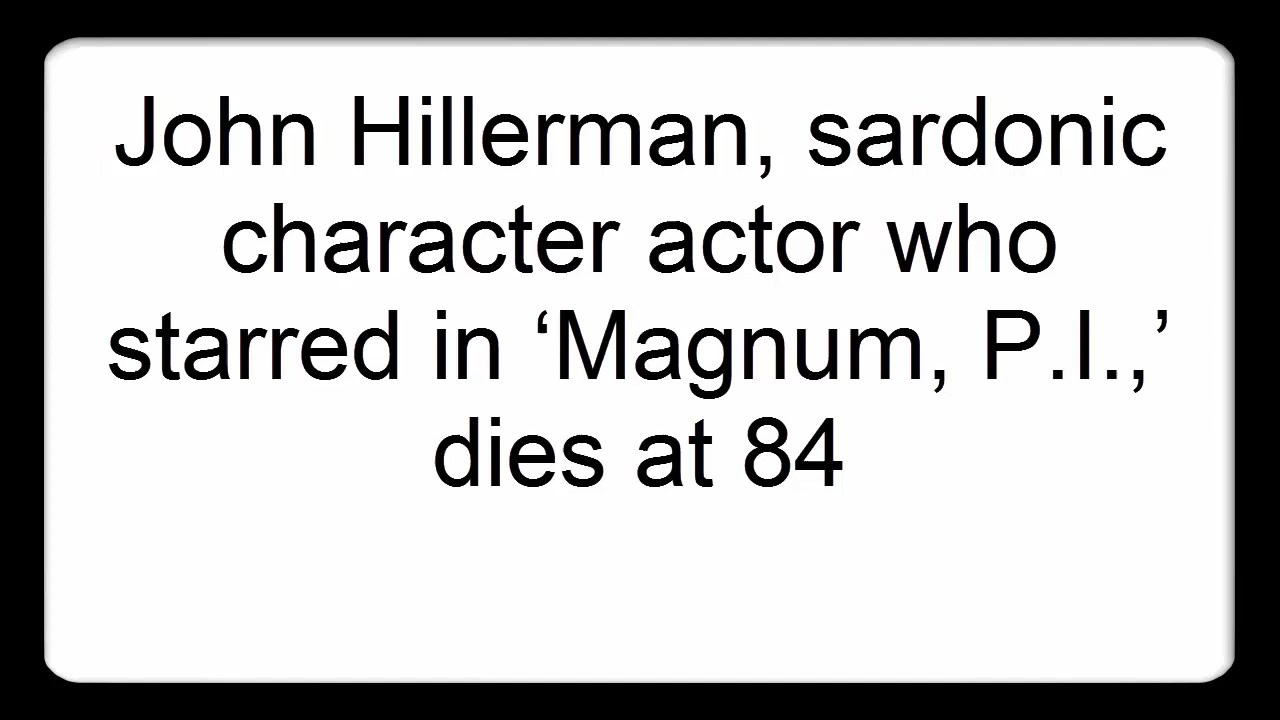 John Hillerman, sardonic
character actor who
starred in ‘Magnum, P.I.,’
dies at 84